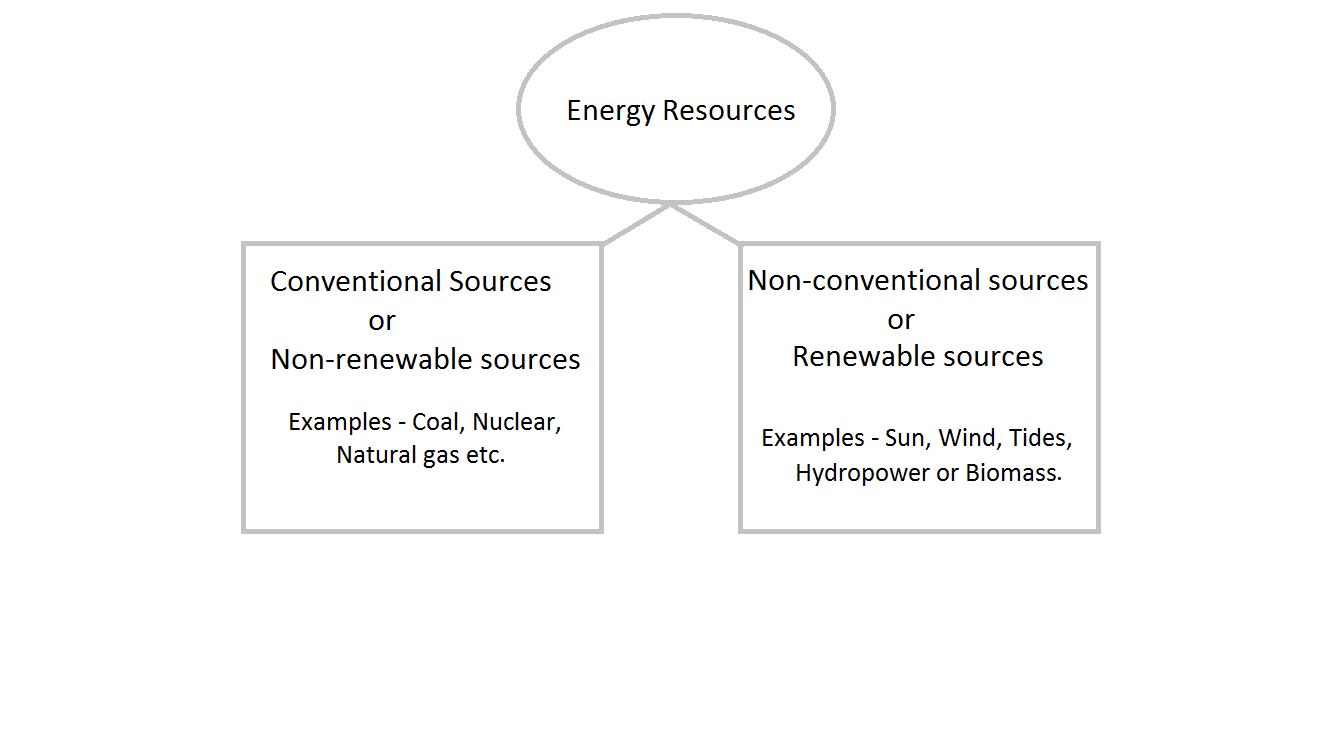 Energy Resources
Conventional Sources
or
Non-renewable sources
Examples - Coal, Nuclear,
Natural gas etc.
Non-conventional sources
or
Renewable sources
Examples - Sun, Wind, Tides,
Hydropower or Biomass.